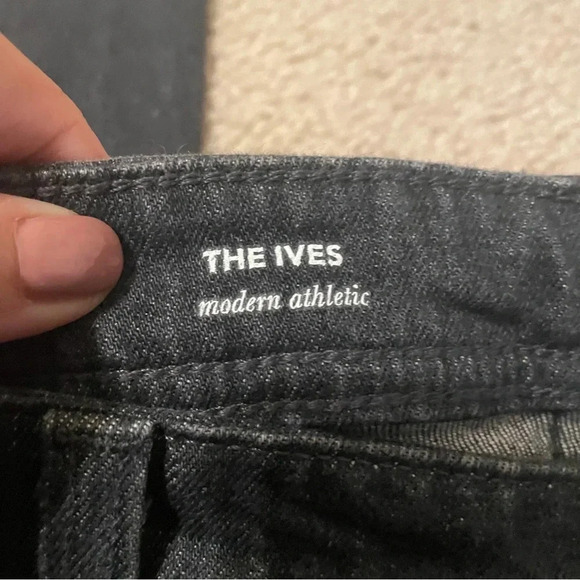 THE IVES
modern athletic